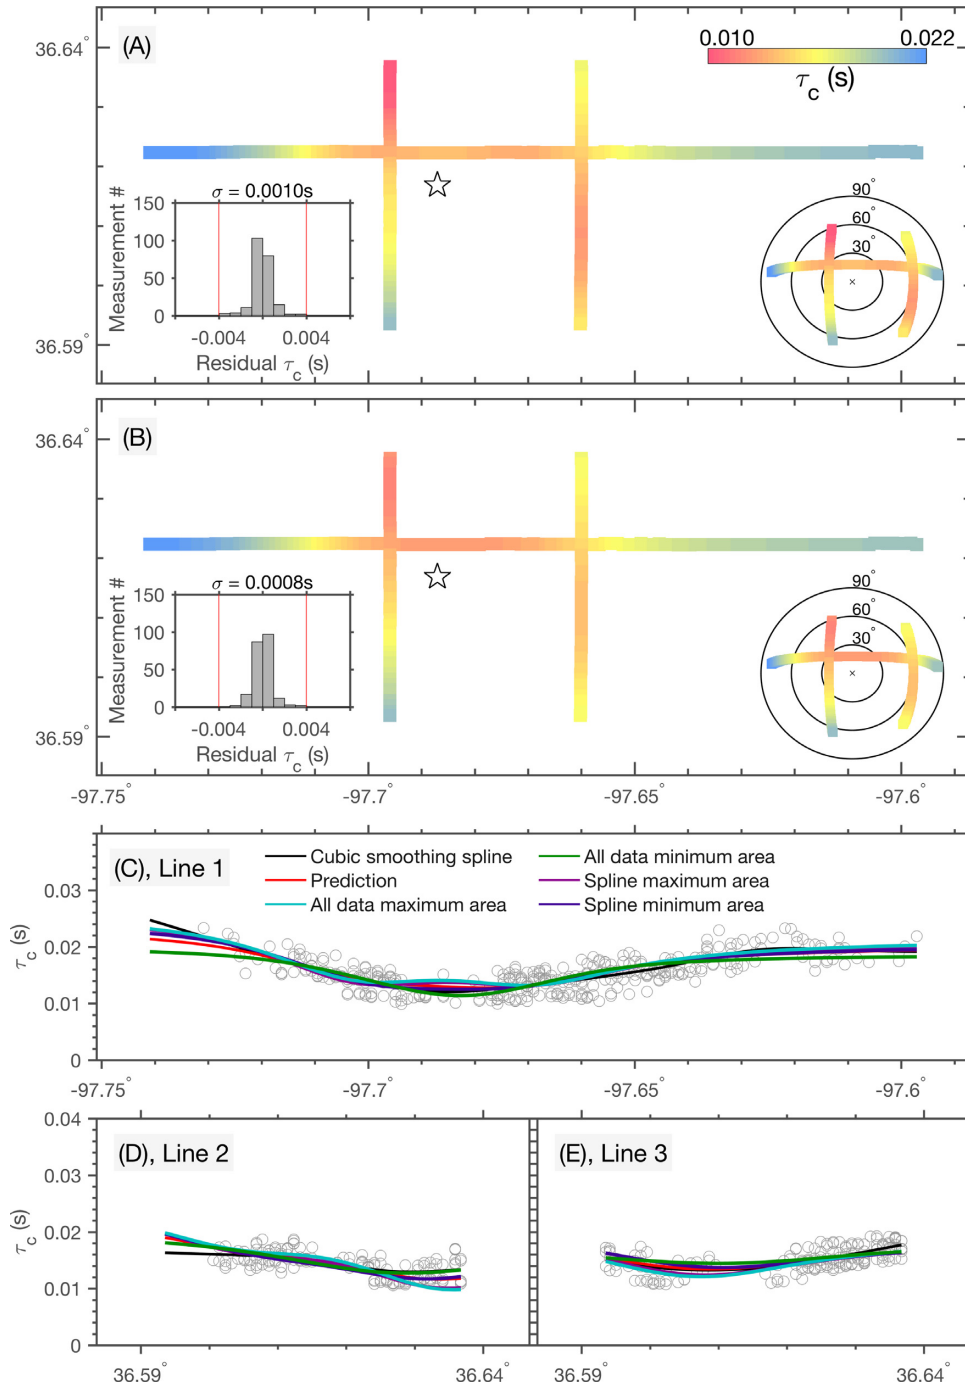 (A)
36.64°
0.010
0.022
τc (s)
σ = 0.0010s
Measurement #
150
100
50
0
-0.004
0.004
Residual τc (s)
90°
60°
30°
36.59°
(B)
36.64°
σ = 0.0008s
Measurement #
150
100
50
0
-0.004
0.004
Residual τc (s)
90°
60°
30°
36.59°
-97.75°
-97.7°
-97.65°
-97.6°
(C), Line 1
Cubic smoothing spline
Prediction
All data maximum area
All data minimum area
Spline maximum area
Spline minimum area
τc (s)
0.03
0.02
0.01
0
-97.75°
-97.7°
-97.65°
-97.6°
(D), Line 2
(E), Line 3
τc (s)
0.04
0.03
0.02
0.01
0
36.59°
36.64°
36.59°
36.64°